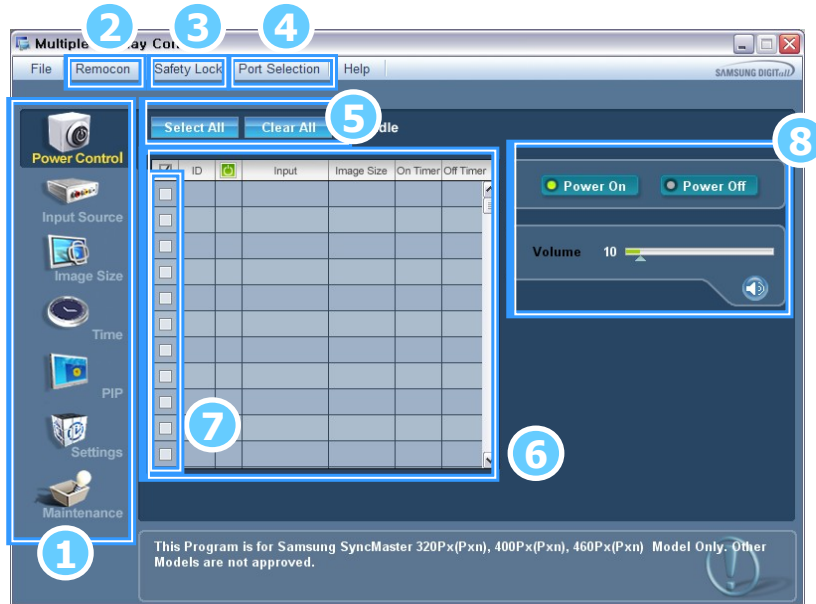 2 3 4
Multiple ay Con
File Remocon Safety Lock Port Selection Help SAMSUNG DIGITall
5
Select All Clear All dle
8
Power Control
ID Input Image Size On Timer Off Timer
Power On Power Off
Input Source
Volume 10
Image Size
Time
PIP
7
6
Settings
Maintenance
1
This Program is for Samsung SyncMaster 320Px(Pxn), 400Px(Pxn), 460Px(Pxn) Model Only. Other
Models are not approved.